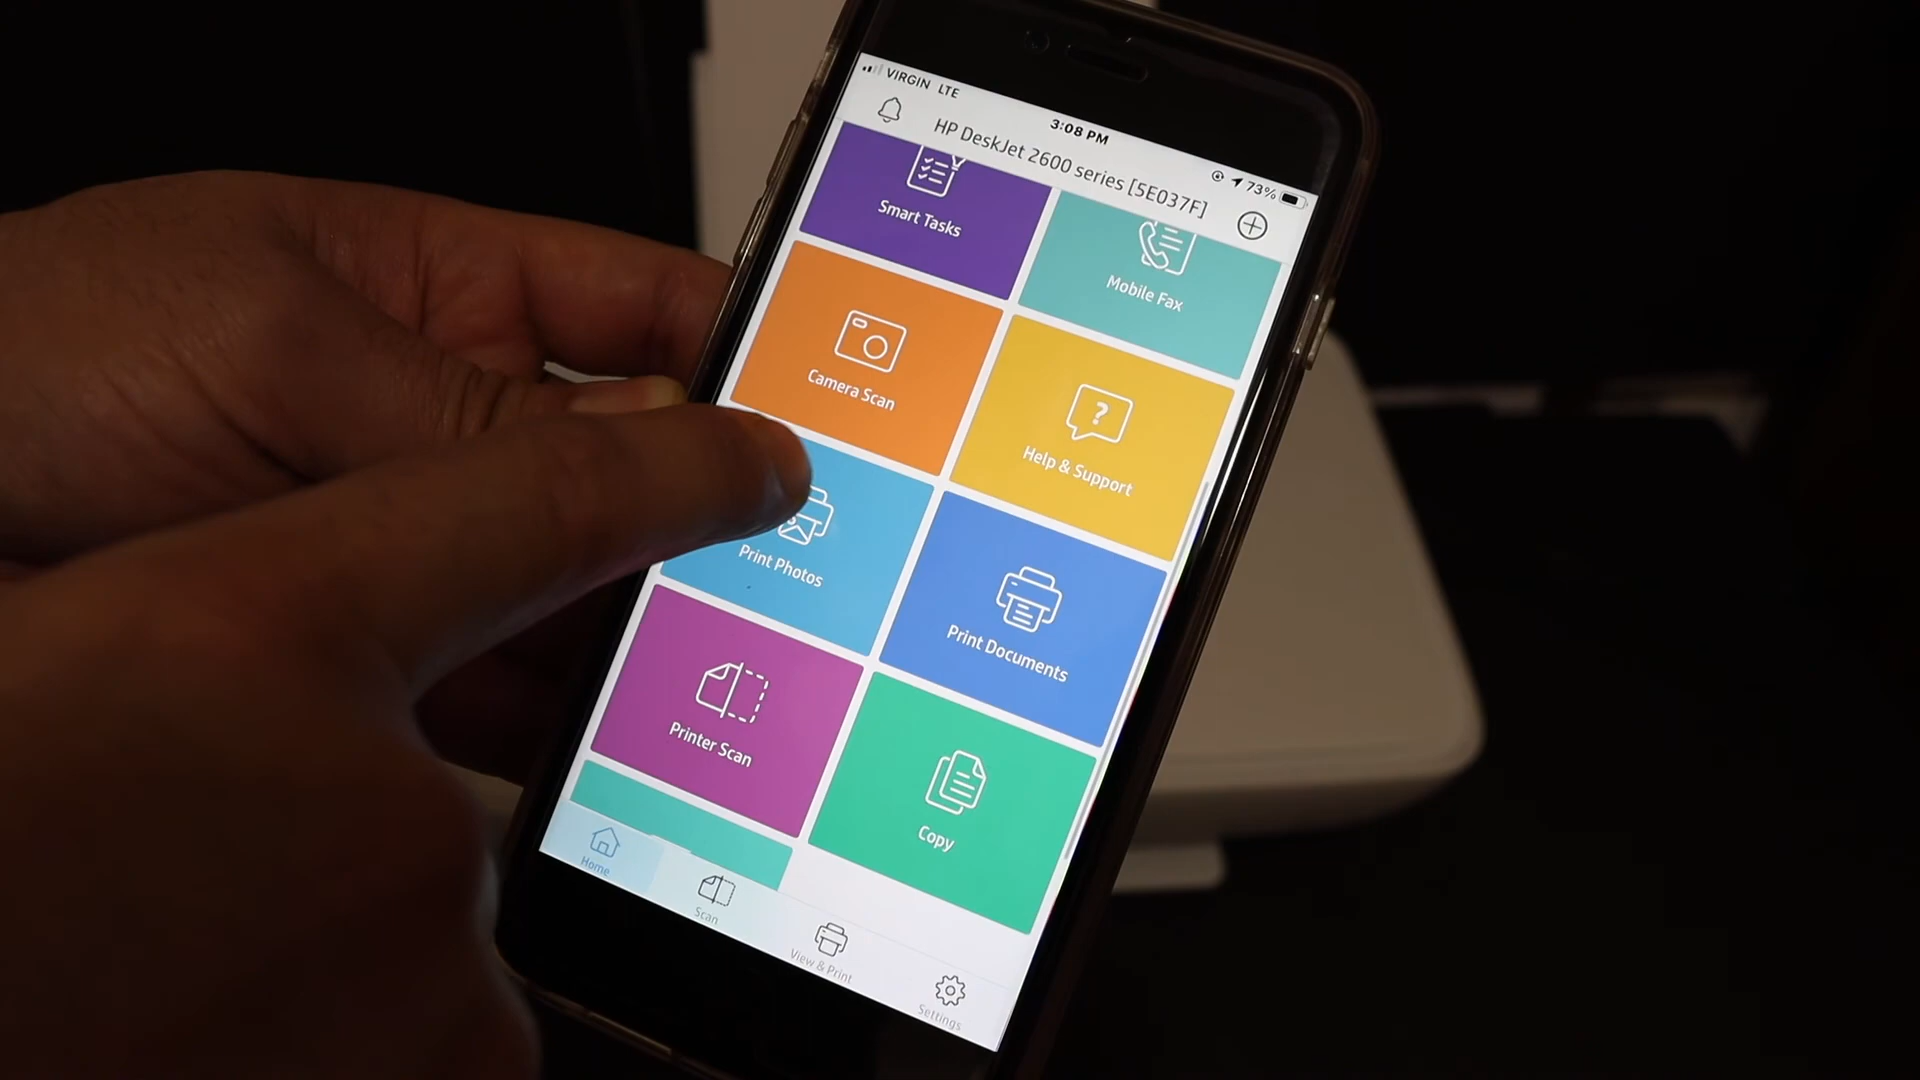 VIRGIN LTE
3:08 PM
73%
HP DeskJet 2600 series [5E037F]
Smart Tasks
Mobile Fax
Camera Scan
Help & Support
Print Photos
Print Documents
Printer Scan
Copy
Home
Scan
View & Print
Settings